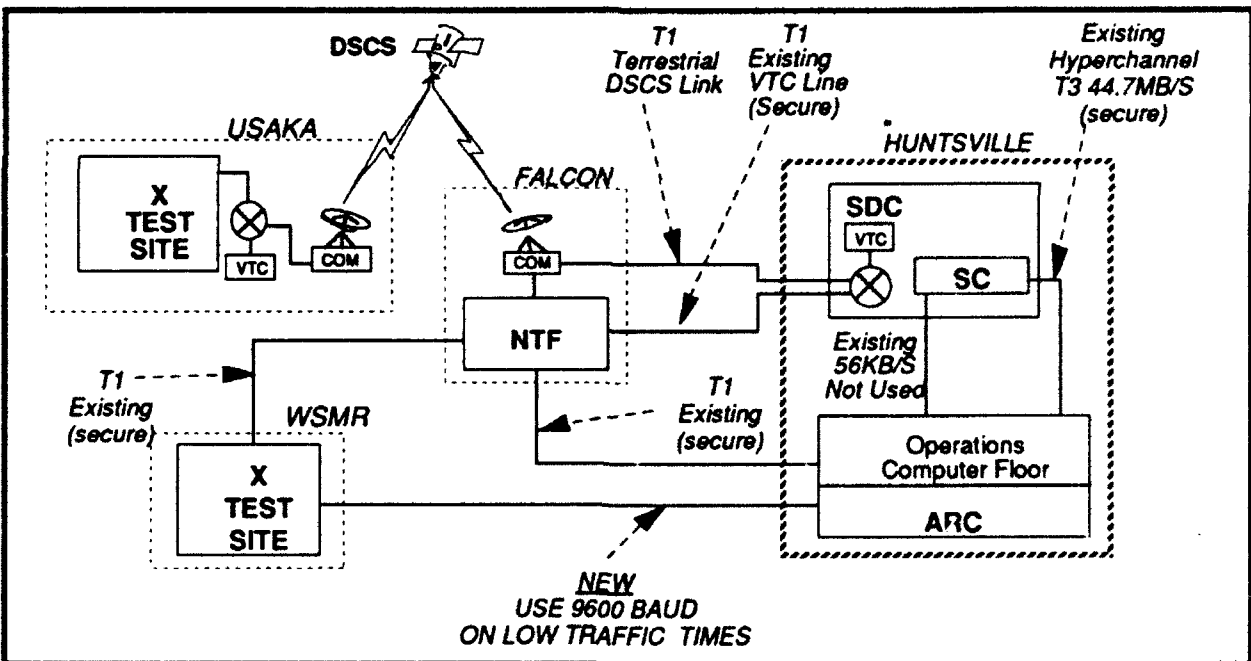 DSCS
T1
Terrestrial
DSCS Link
T1
Existing
VTC Line
(Secure)
Existing
Hyperchannel
T3 44.7MB/S
(secure)
USAKA
X
TEST
SITE
VTC
COM
FALCON
COM
NTF
HUNTSVILLE
SDC
VTC
SC
Existing
56KB/S
Not Used
T1
Existing
(secure)
T1
Existing
(secure)
WSMR
X
TEST
SITE
Operations
Computer Floor
ARC
NEW
USE 9600 BAUD
ON LOW TRAFFIC TIMES